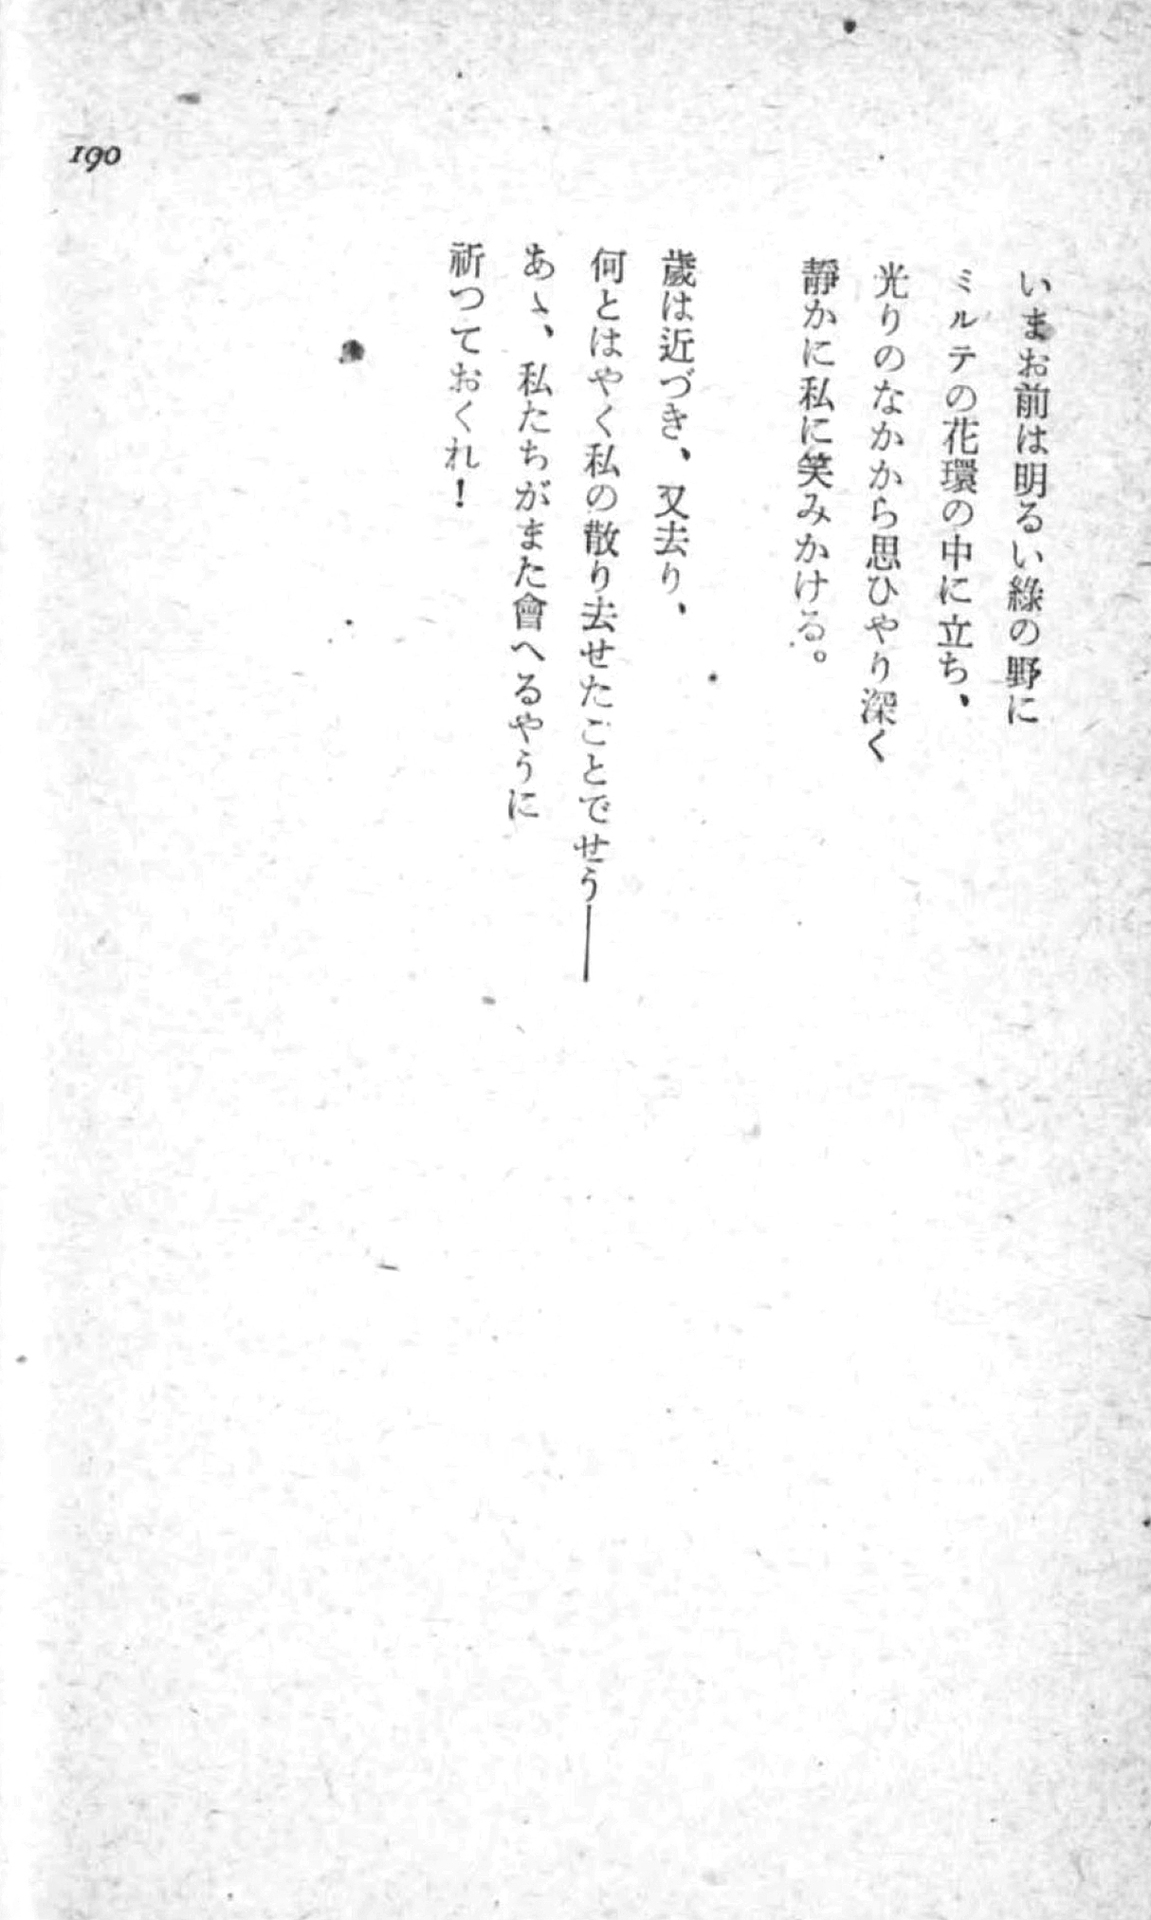 いまお前は明るい綠の野に
ミルテの花環の中に立ち、
光りのなかから思ひやり深く
靜かに私に笑みかける。
歲は近づき、又去り、
何とはやく私の散り去せたことでせう――
あゝ、私たちがまた會へるやうに
祈つておくれ！
190